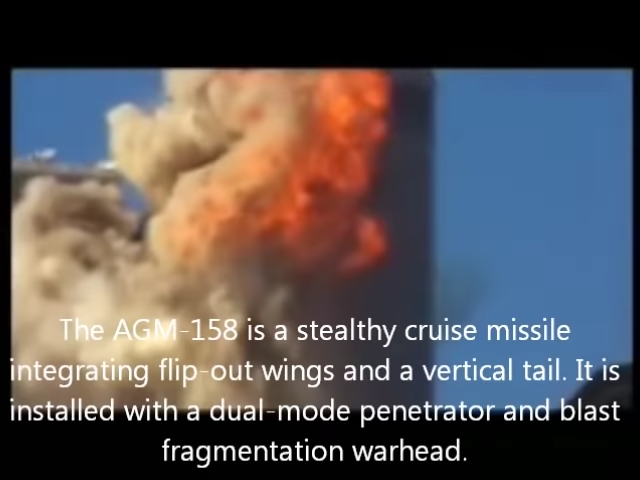 The AGM-158 is a stealthy cruise missile
integrating flip-out wings and a vertical tail. It is
installed with a dual-mode penetrator and blast
fragmentation warhead.